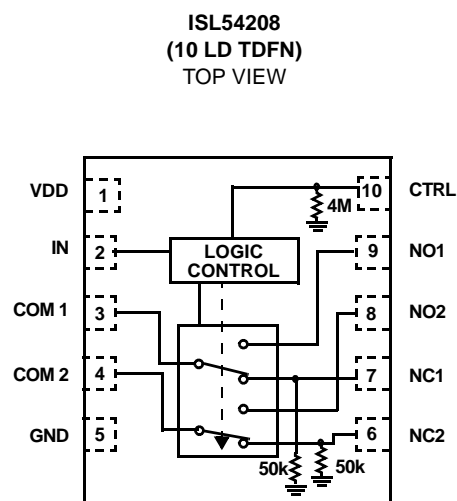 ISL54208
(10 LD TDFN)
TOP VIEW
VDD 1
10 CTRL
4M
IN 2
LOGIC
CONTROL
9 NO1
COM 1 3
8 NO2
COM 2 4
7 NC1
GND 5
6 NC2
50k 50k